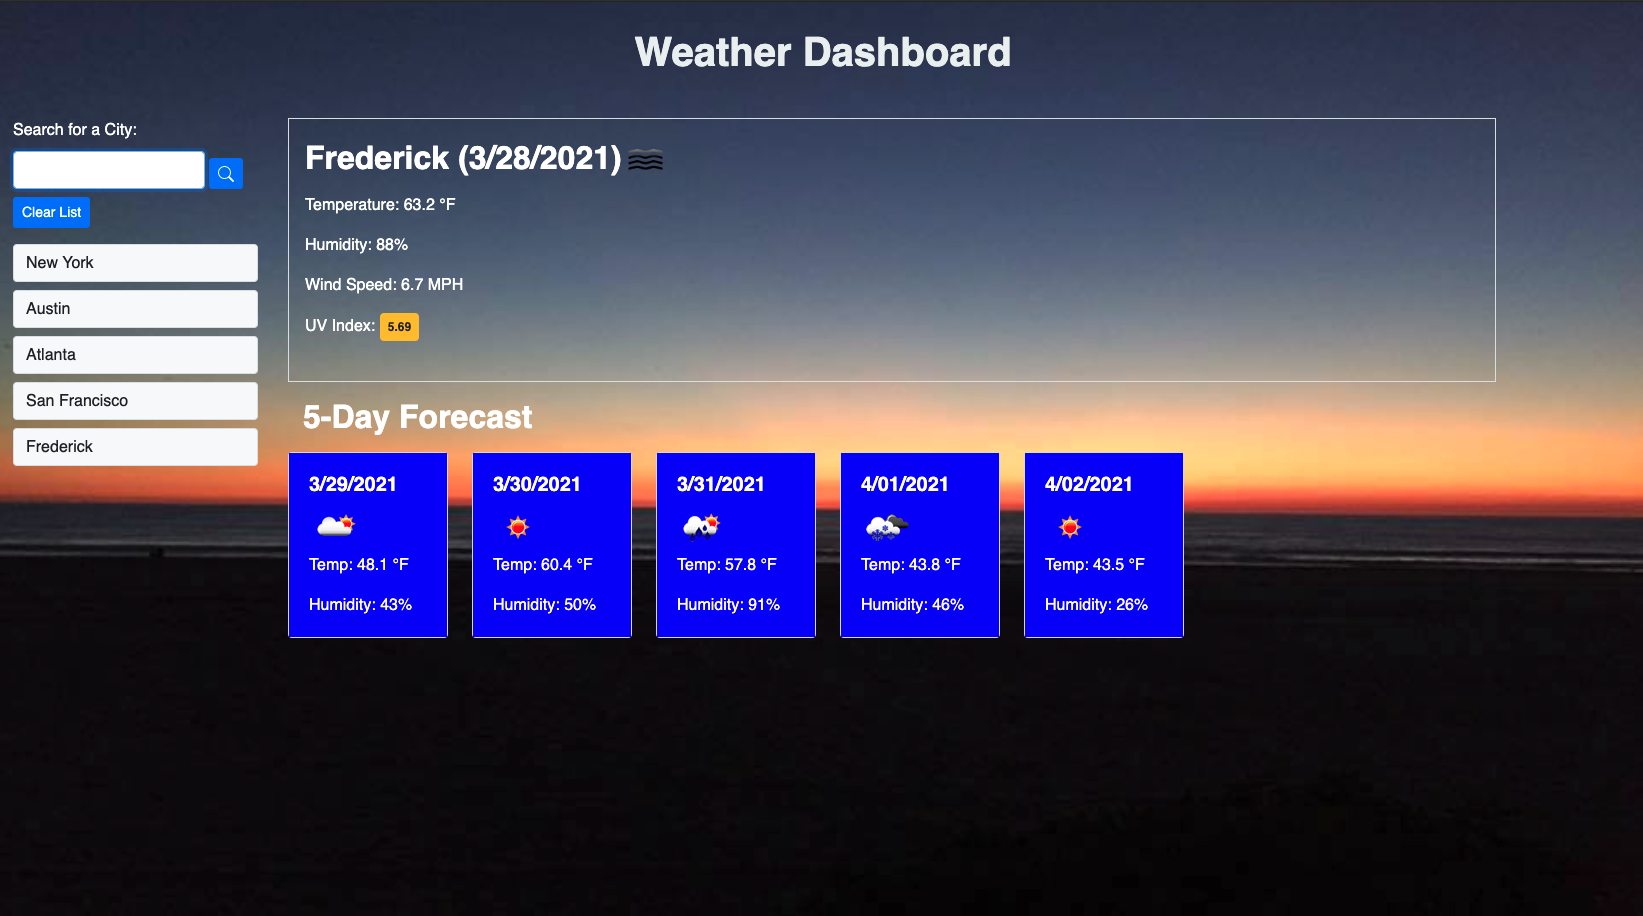 Weather Dashboard
Search for a City:
Clear List
New York
Austin
Atlanta
San Francisco
Frederick
Frederick (3/28/2021)
Temperature: 63.2 °F
Humidity: 88%
Wind Speed: 6.7 MPH
UV Index: 5.69
5-Day Forecast
3/29/2021
Temp: 48.1 °F
Humidity: 43%
3/30/2021
Temp: 60.4 °F
Humidity: 50%
3/31/2021
Temp: 57.8 °F
Humidity: 91%
4/01/2021
Temp: 43.8 °F
Humidity: 46%
4/02/2021
Temp: 43.5 °F
Humidity: 26%